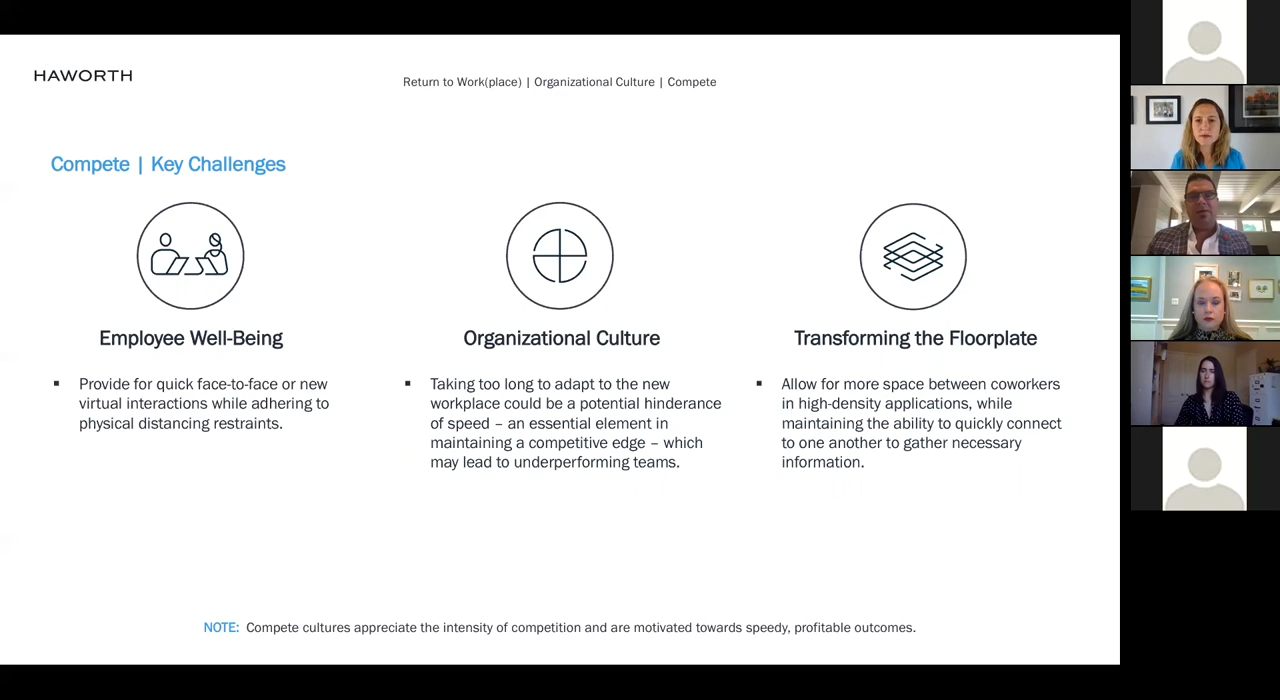 HAWORTH
Return to Work(place) | Organizational Culture | Compete
Compete | Key Challenges
Employee Well-Being
▪ Provide for quick face-to-face or new
virtual interactions while adhering to
physical distancing restraints.
Organizational Culture
▪ Taking too long to adapt to the new
workplace could be a potential hinderance
of speed – an essential element in
maintaining a competitive edge – which
may lead to underperforming teams.
Transforming the Floorplate
▪ Allow for more space between coworkers
in high-density applications, while
maintaining the ability to quickly connect
to one another to gather necessary
information.
NOTE: Compete cultures appreciate the intensity of competition and are motivated towards speedy, profitable outcomes.